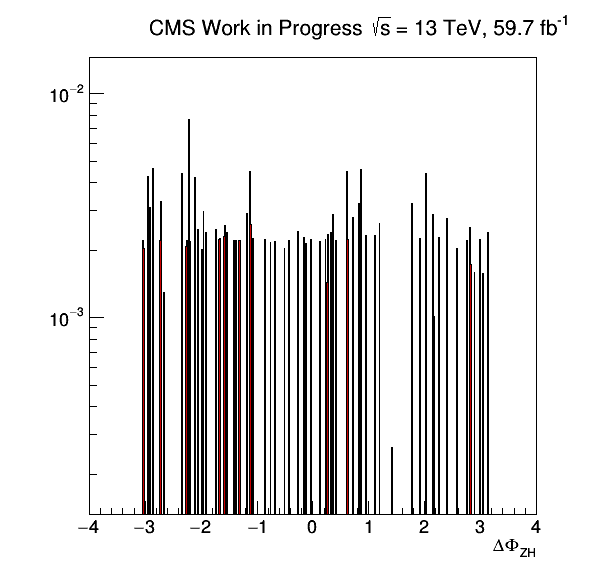 CMS Work in Progress √s = 13 TeV, 59.7 fb⁻¹
10⁻²
10⁻³
−4 −3 −2 −1 0 1 2 3 4
ΔΦ_ZH